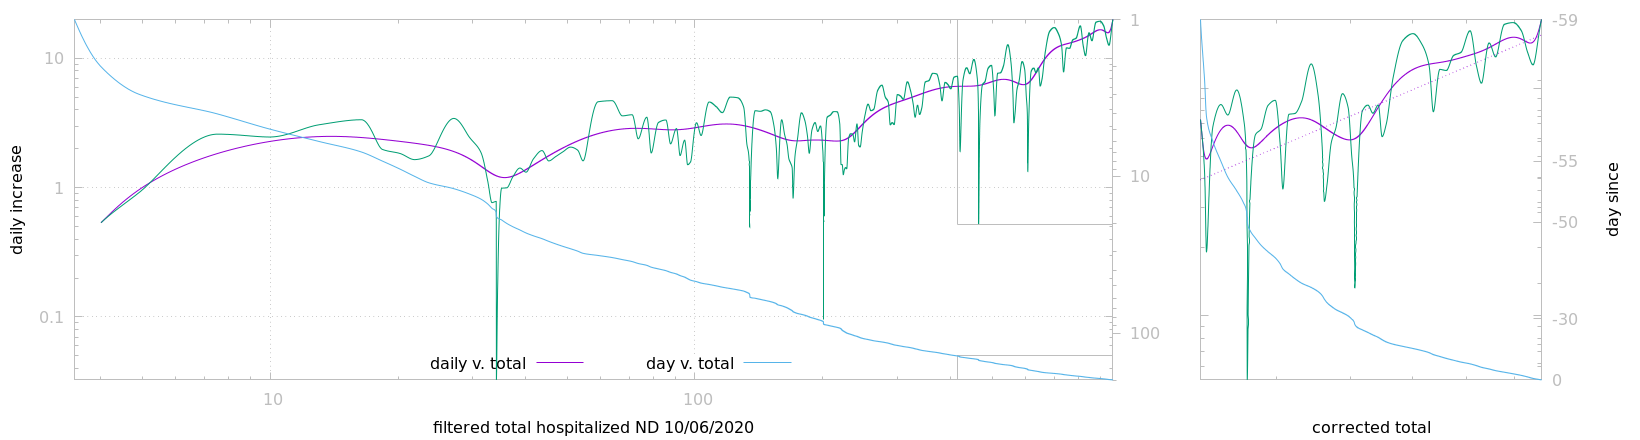 10
1
0.1
daily increase
daily v. total
day v. total
10
100
1
10
100
filtered total hospitalized ND 10/06/2020
-59
-55
-50
-30
0
day since
corrected total